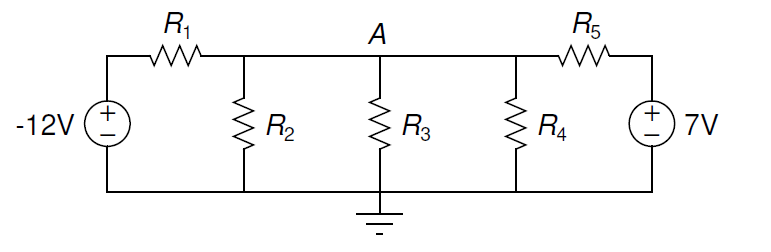 R₁
A
R₅
-12V
+
−
R₂
R₃
R₄
+
−
7V